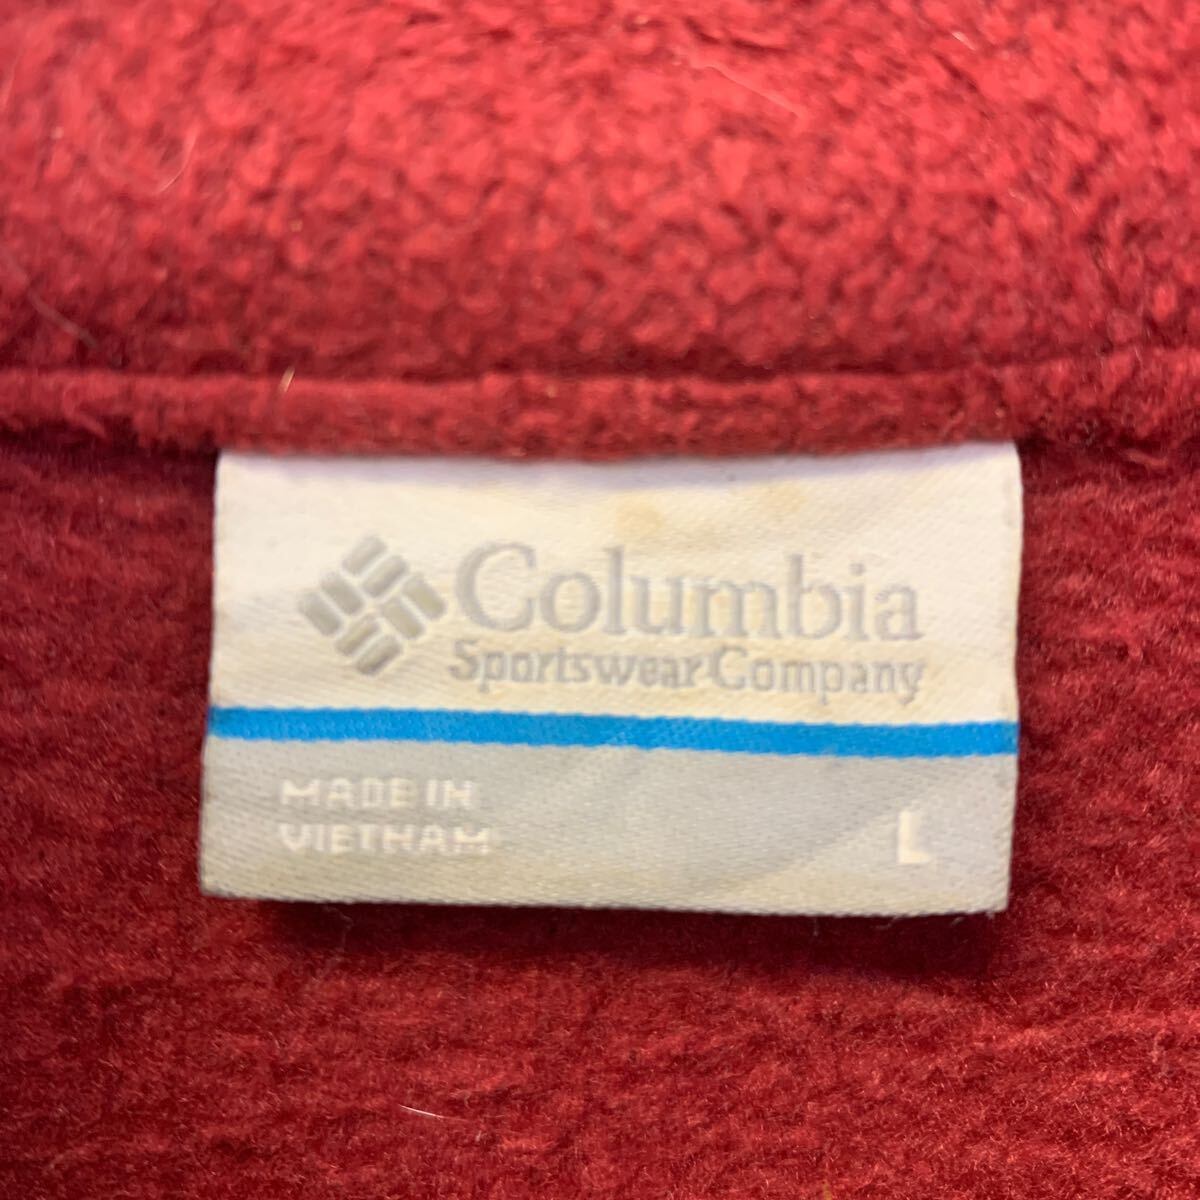 Columbia
Sportswear Company
MADE IN
VIETNAM
L